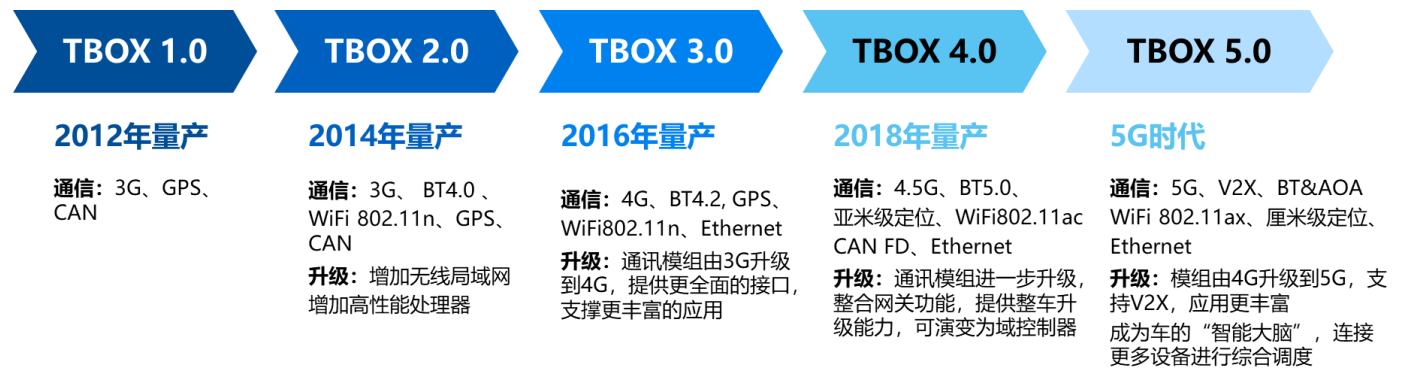 TBOX 1.0
2012年量产
通信：3G、GPS、
CAN
TBOX 2.0
2014年量产
通信：3G、 BT4.0 、
WiFi 802.11n、GPS、
CAN
升级：增加无线局域网
增加高性能处理器
TBOX 3.0
2016年量产
通信：4G、BT4.2, GPS、
WiFi802.11n、Ethernet
升级：通讯模组由3G升级
到4G，提供更全面的接口，
支撑更丰富的应用
TBOX 4.0
2018年量产
通信：4.5G、BT5.0、
亚米级定位、WiFi802.11ac
CAN FD、Ethernet
升级：通讯模组进一步升级，
整合网关功能，提供整车升
级能力，可演变为域控制器
TBOX 5.0
5G时代
通信：5G、V2X、BT&AOA
WiFi 802.11ax、厘米级定位、
Ethernet
升级：模组由4G升级到5G，支
持V2X，应用更丰富
成为车的“智能大脑”，连接
更多设备进行综合调度